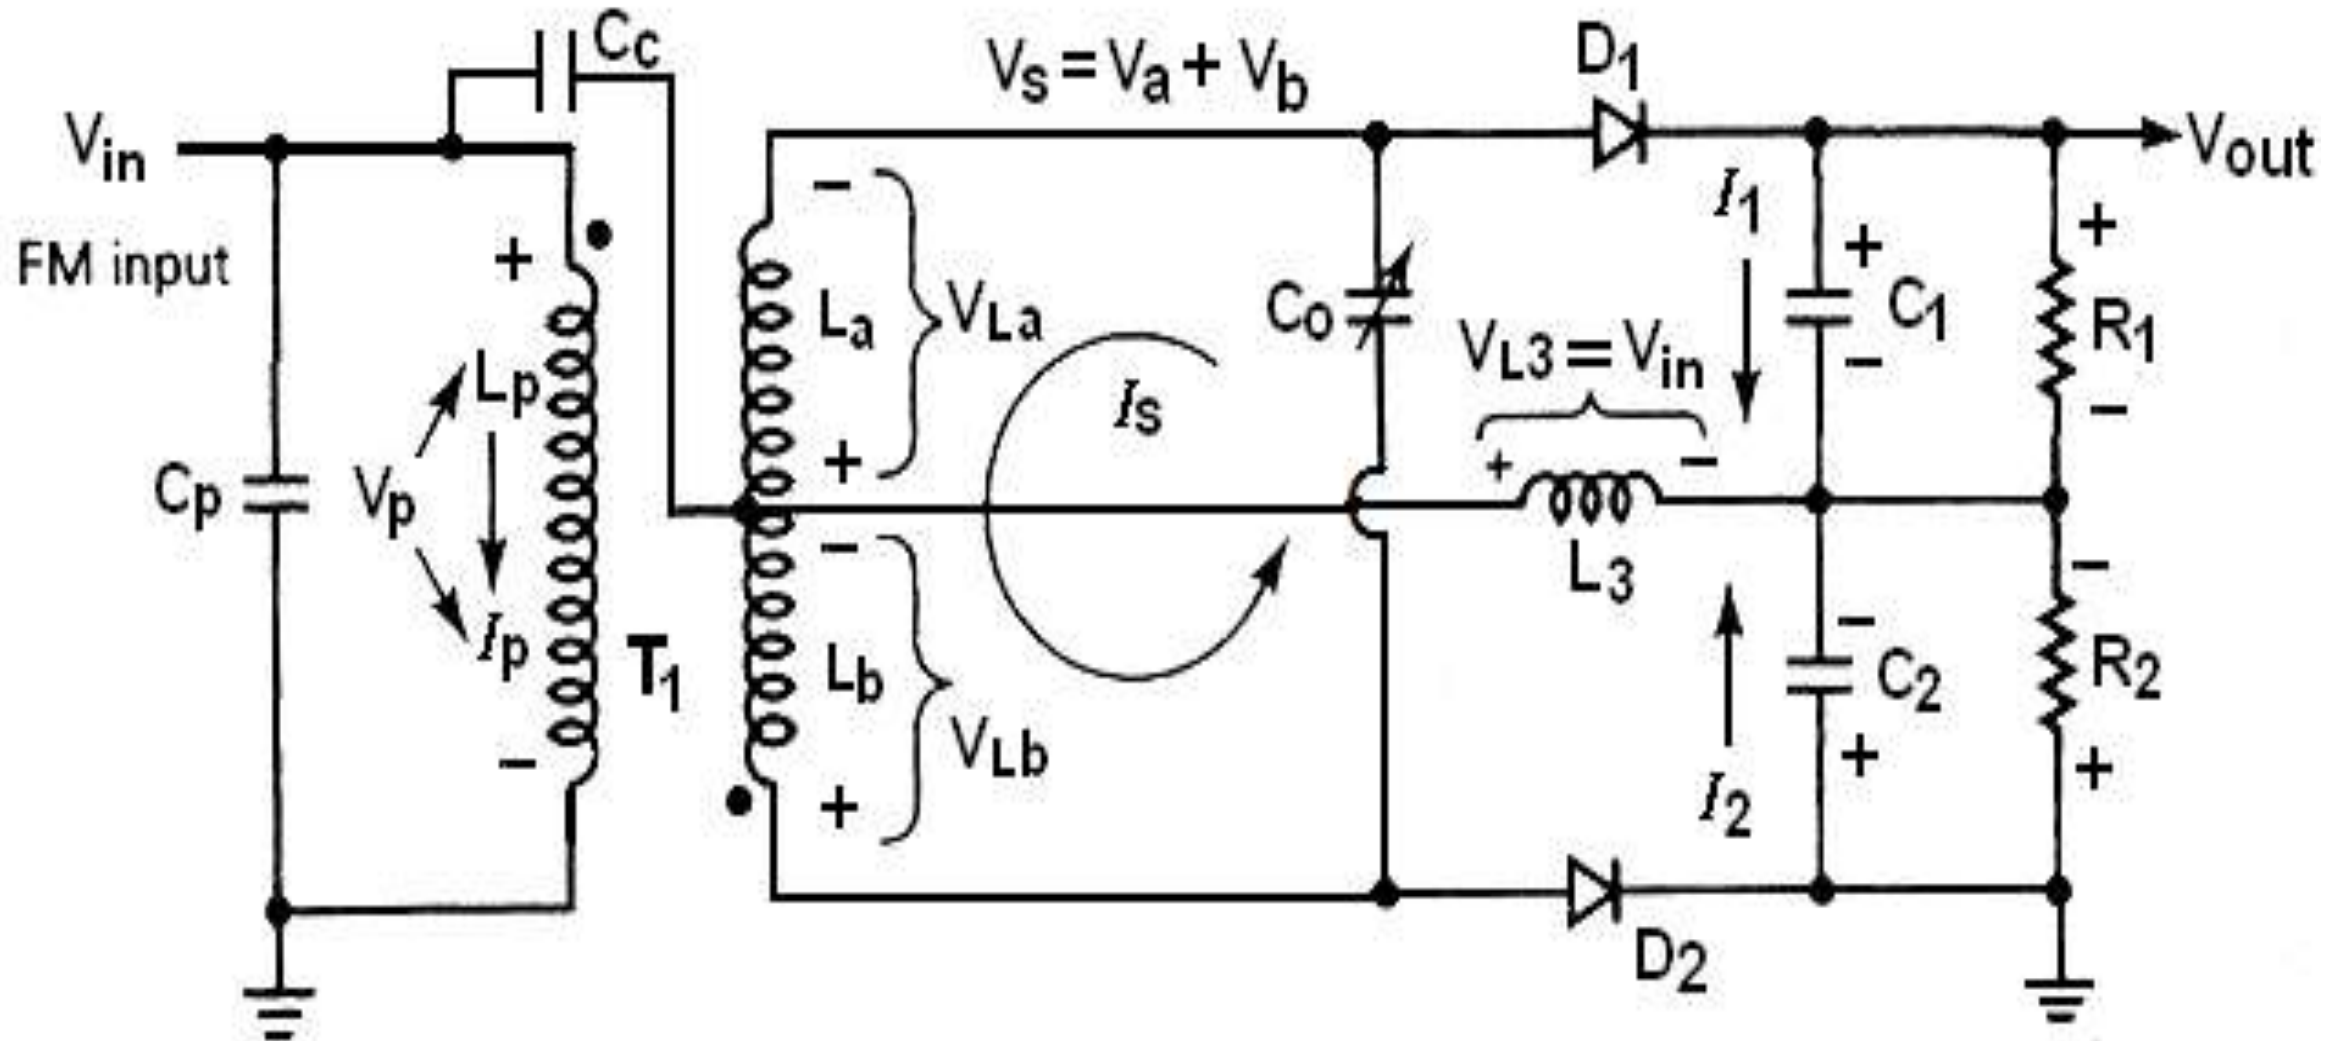 Cc
Vs = Va + Vb
D1
Vin
FM input
Vout
I1
+
−
+
−
La
VLa
+
Co
VL3 = Vin
+
−
+
C1
−
+
R1
−
Cp
Vp
Lp
Ip
Is
L3
−
Lb
VLb
+
−
T1
I2
−
C2
+
−
R2
+
D2